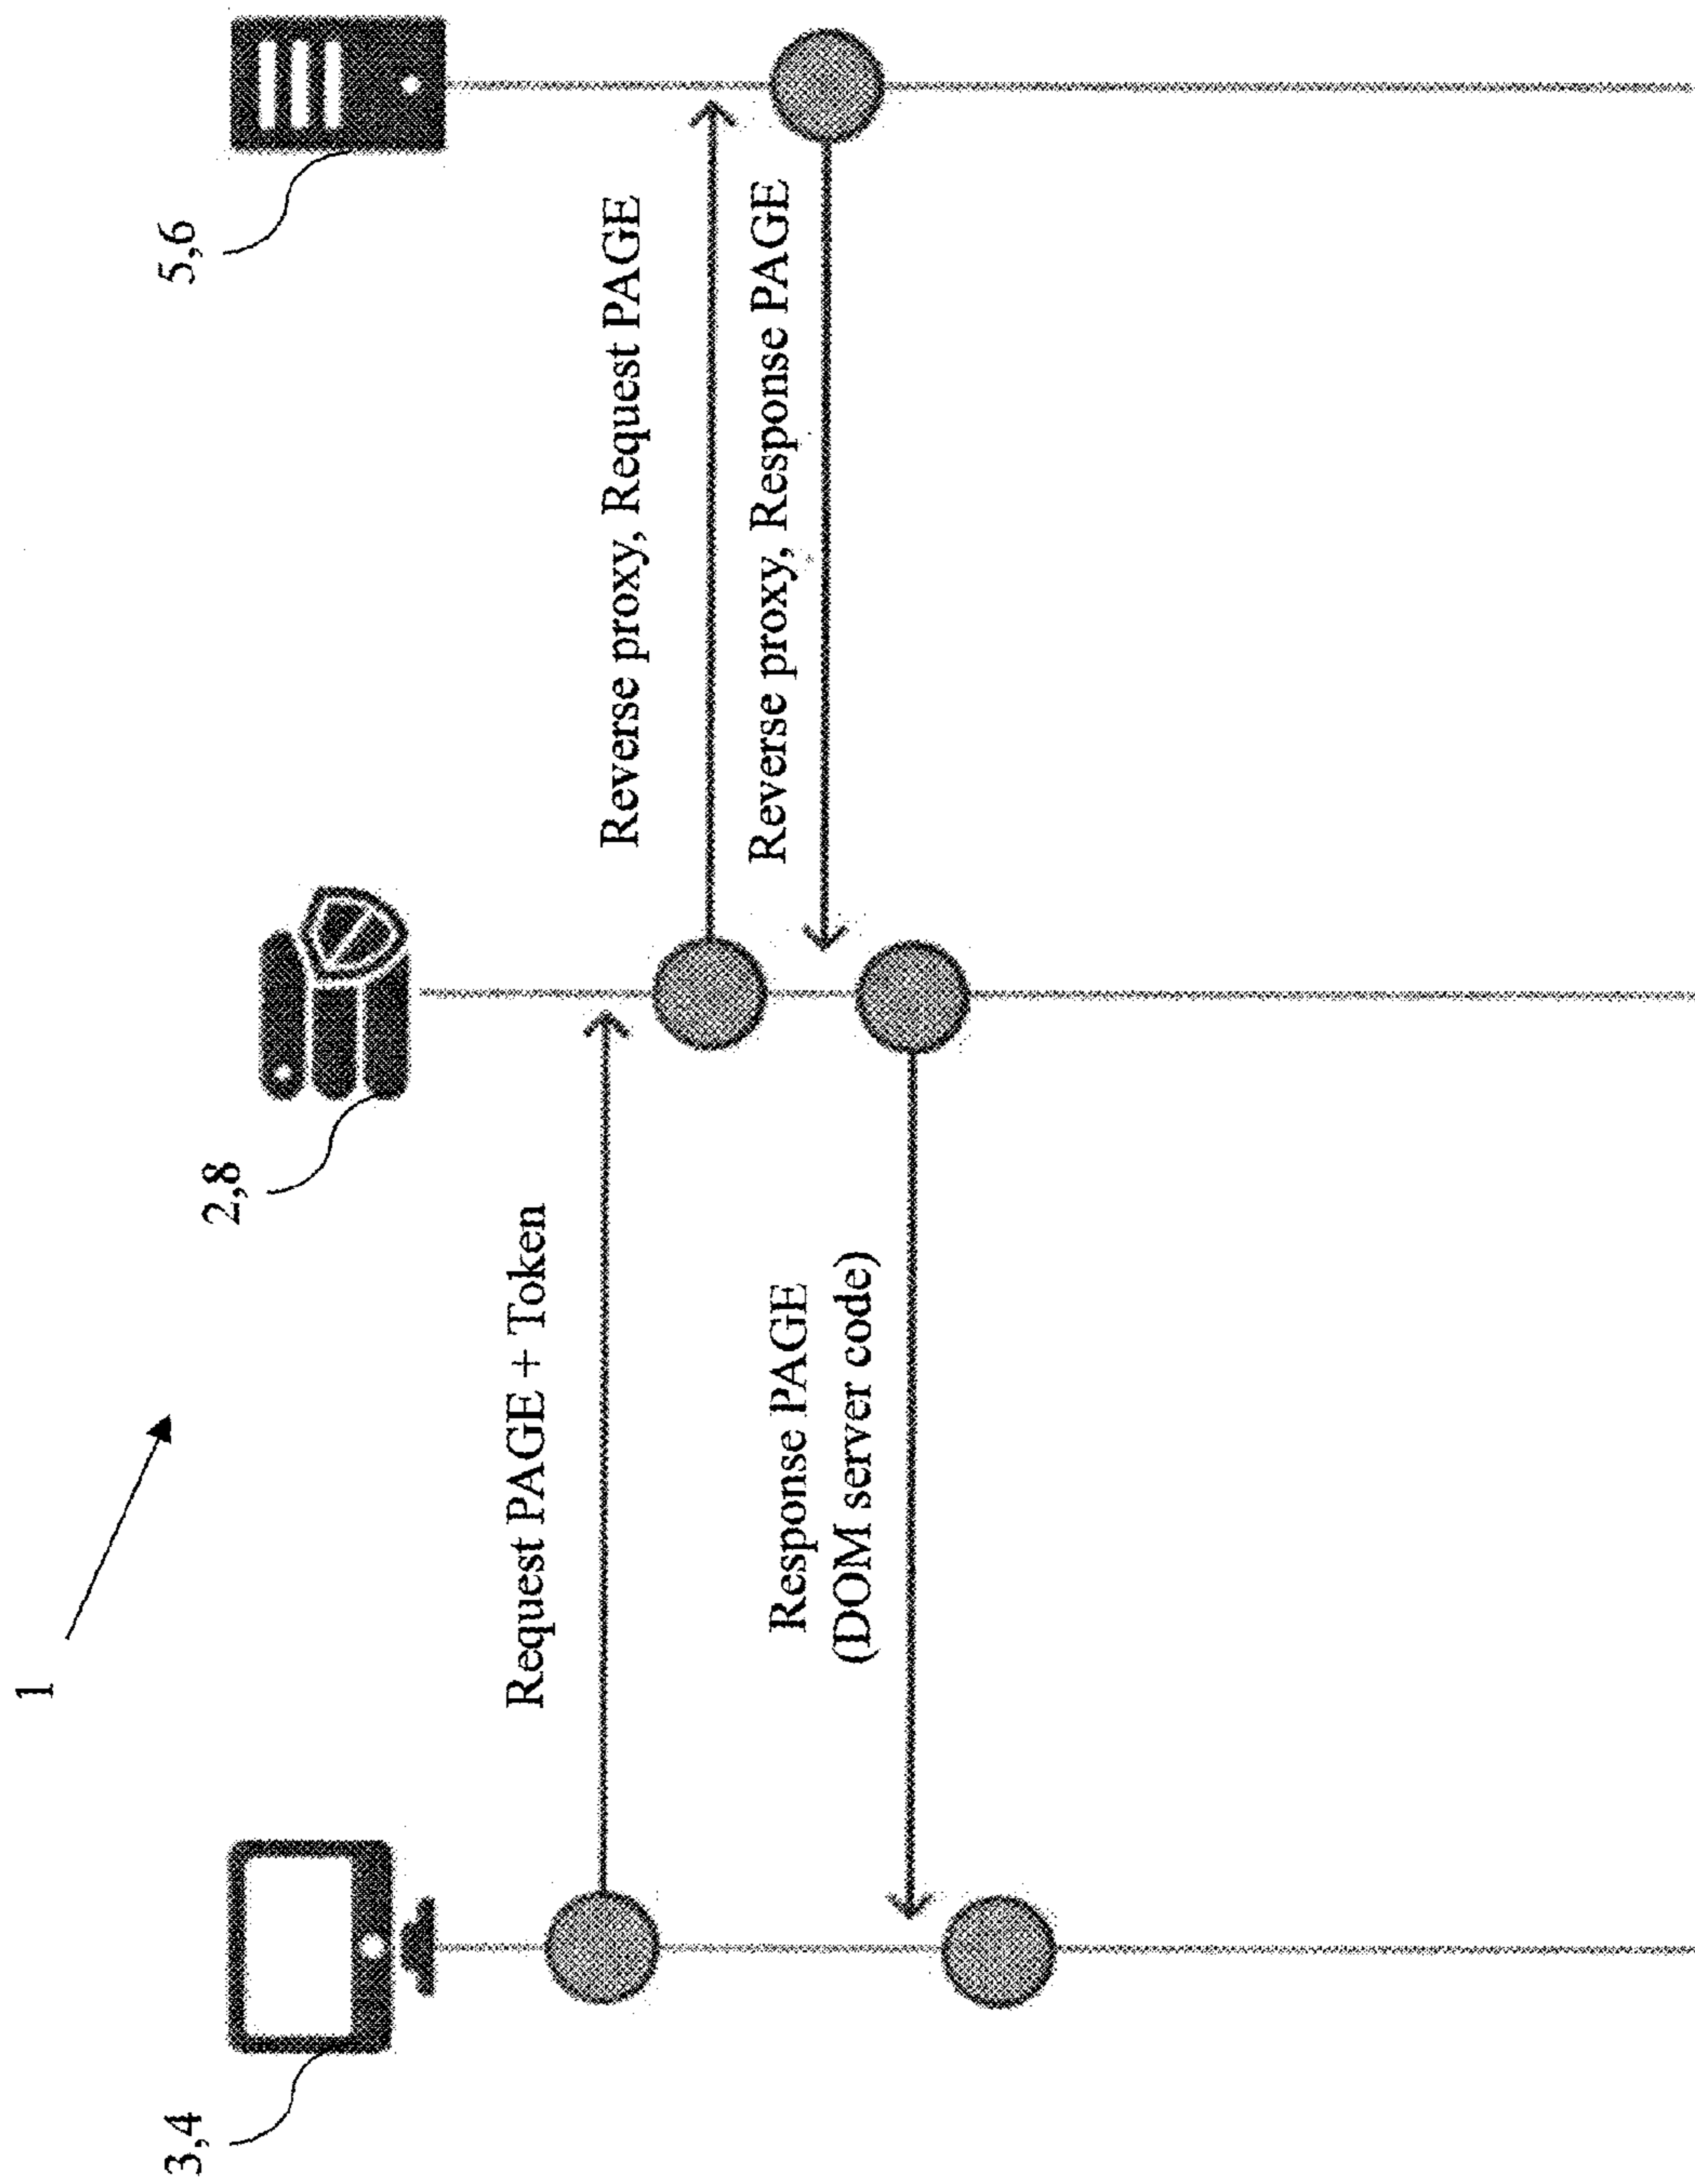 1
3,4
2,8
5,6
Request PAGE + Token
Reverse proxy, Request PAGE
Reverse proxy, Response PAGE
Response PAGE
(DOM server code)